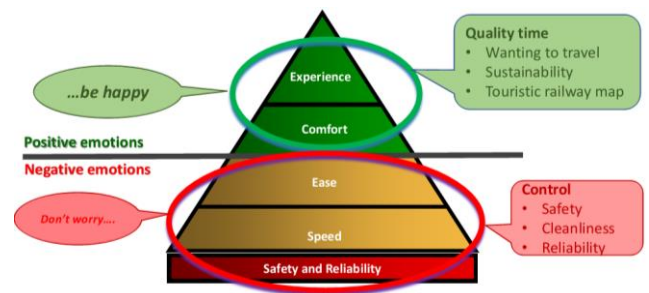 Quality time
• Wanting to travel
• Sustainability
• Touristic railway map
Experience
...be happy
Comfort
Positive emotions
Negative emotions
Ease
Control
• Safety
• Cleanliness
• Reliability
Don't worry....
Speed
Safety and Reliability